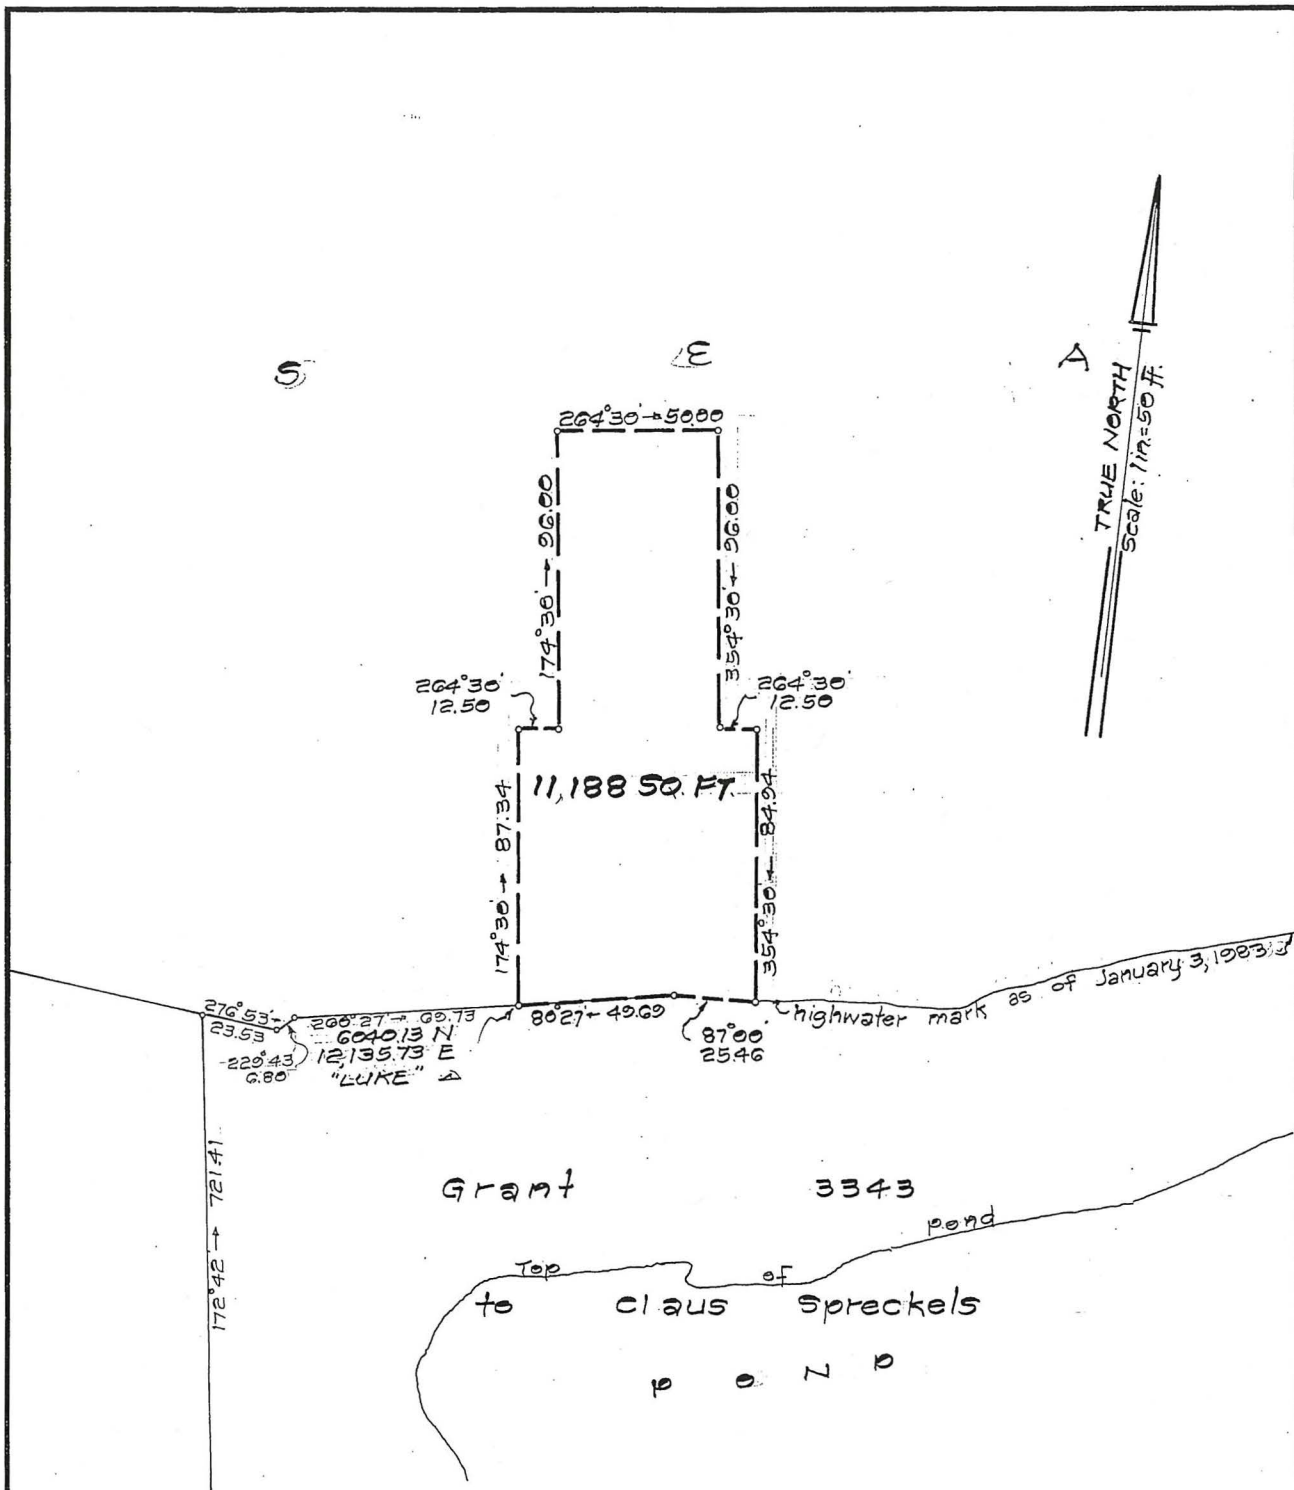 S E A
TRUE NORTH
Scale: 1 in.=50 ft.
264°30' → 50.00
174°30' → 96.00
354°30' ← 96.00
264°30'
12.50
264°30'
12.50
11,188 SQ. FT.
174°30' → 87.34
354°30' ← 84.94
highwater mark as of January 3, 1983
276°53'
23.53
229°43'
6.80
260°27' → 69.73
6040.13 N
12,135.73 E
"LUKE" △
80°27' ← 49.69
87°00'
25.46
172°42' → 721.41
Grant 3343
Top of pond
to Claus Spreckels
POND